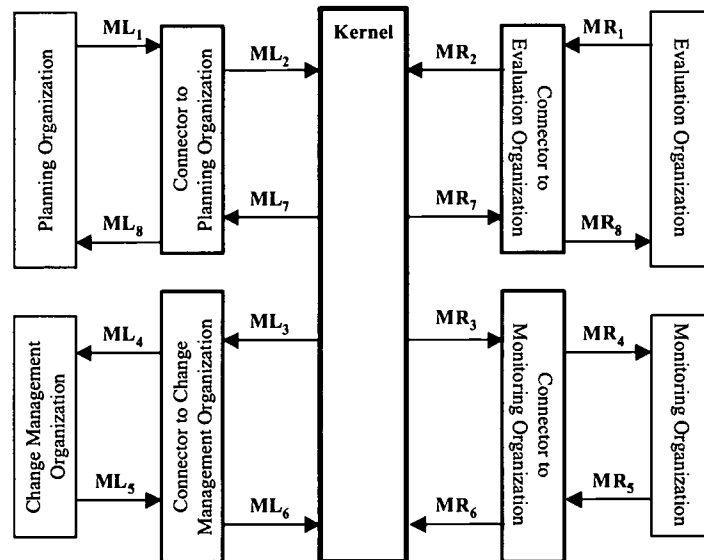 Kernel
ML₁
ML₂
ML₇
ML₈
Planning Organization
Connector to
Planning Organization
MR₁
MR₂
MR₇
MR₈
Connector to
Evaluation Organization
Evaluation Organization
ML₃
ML₄
ML₅
ML₆
Change Management
Organization
Connector to Change
Management Organization
MR₃
MR₄
MR₅
MR₆
Connector to
Monitoring Organization
Monitoring Organization